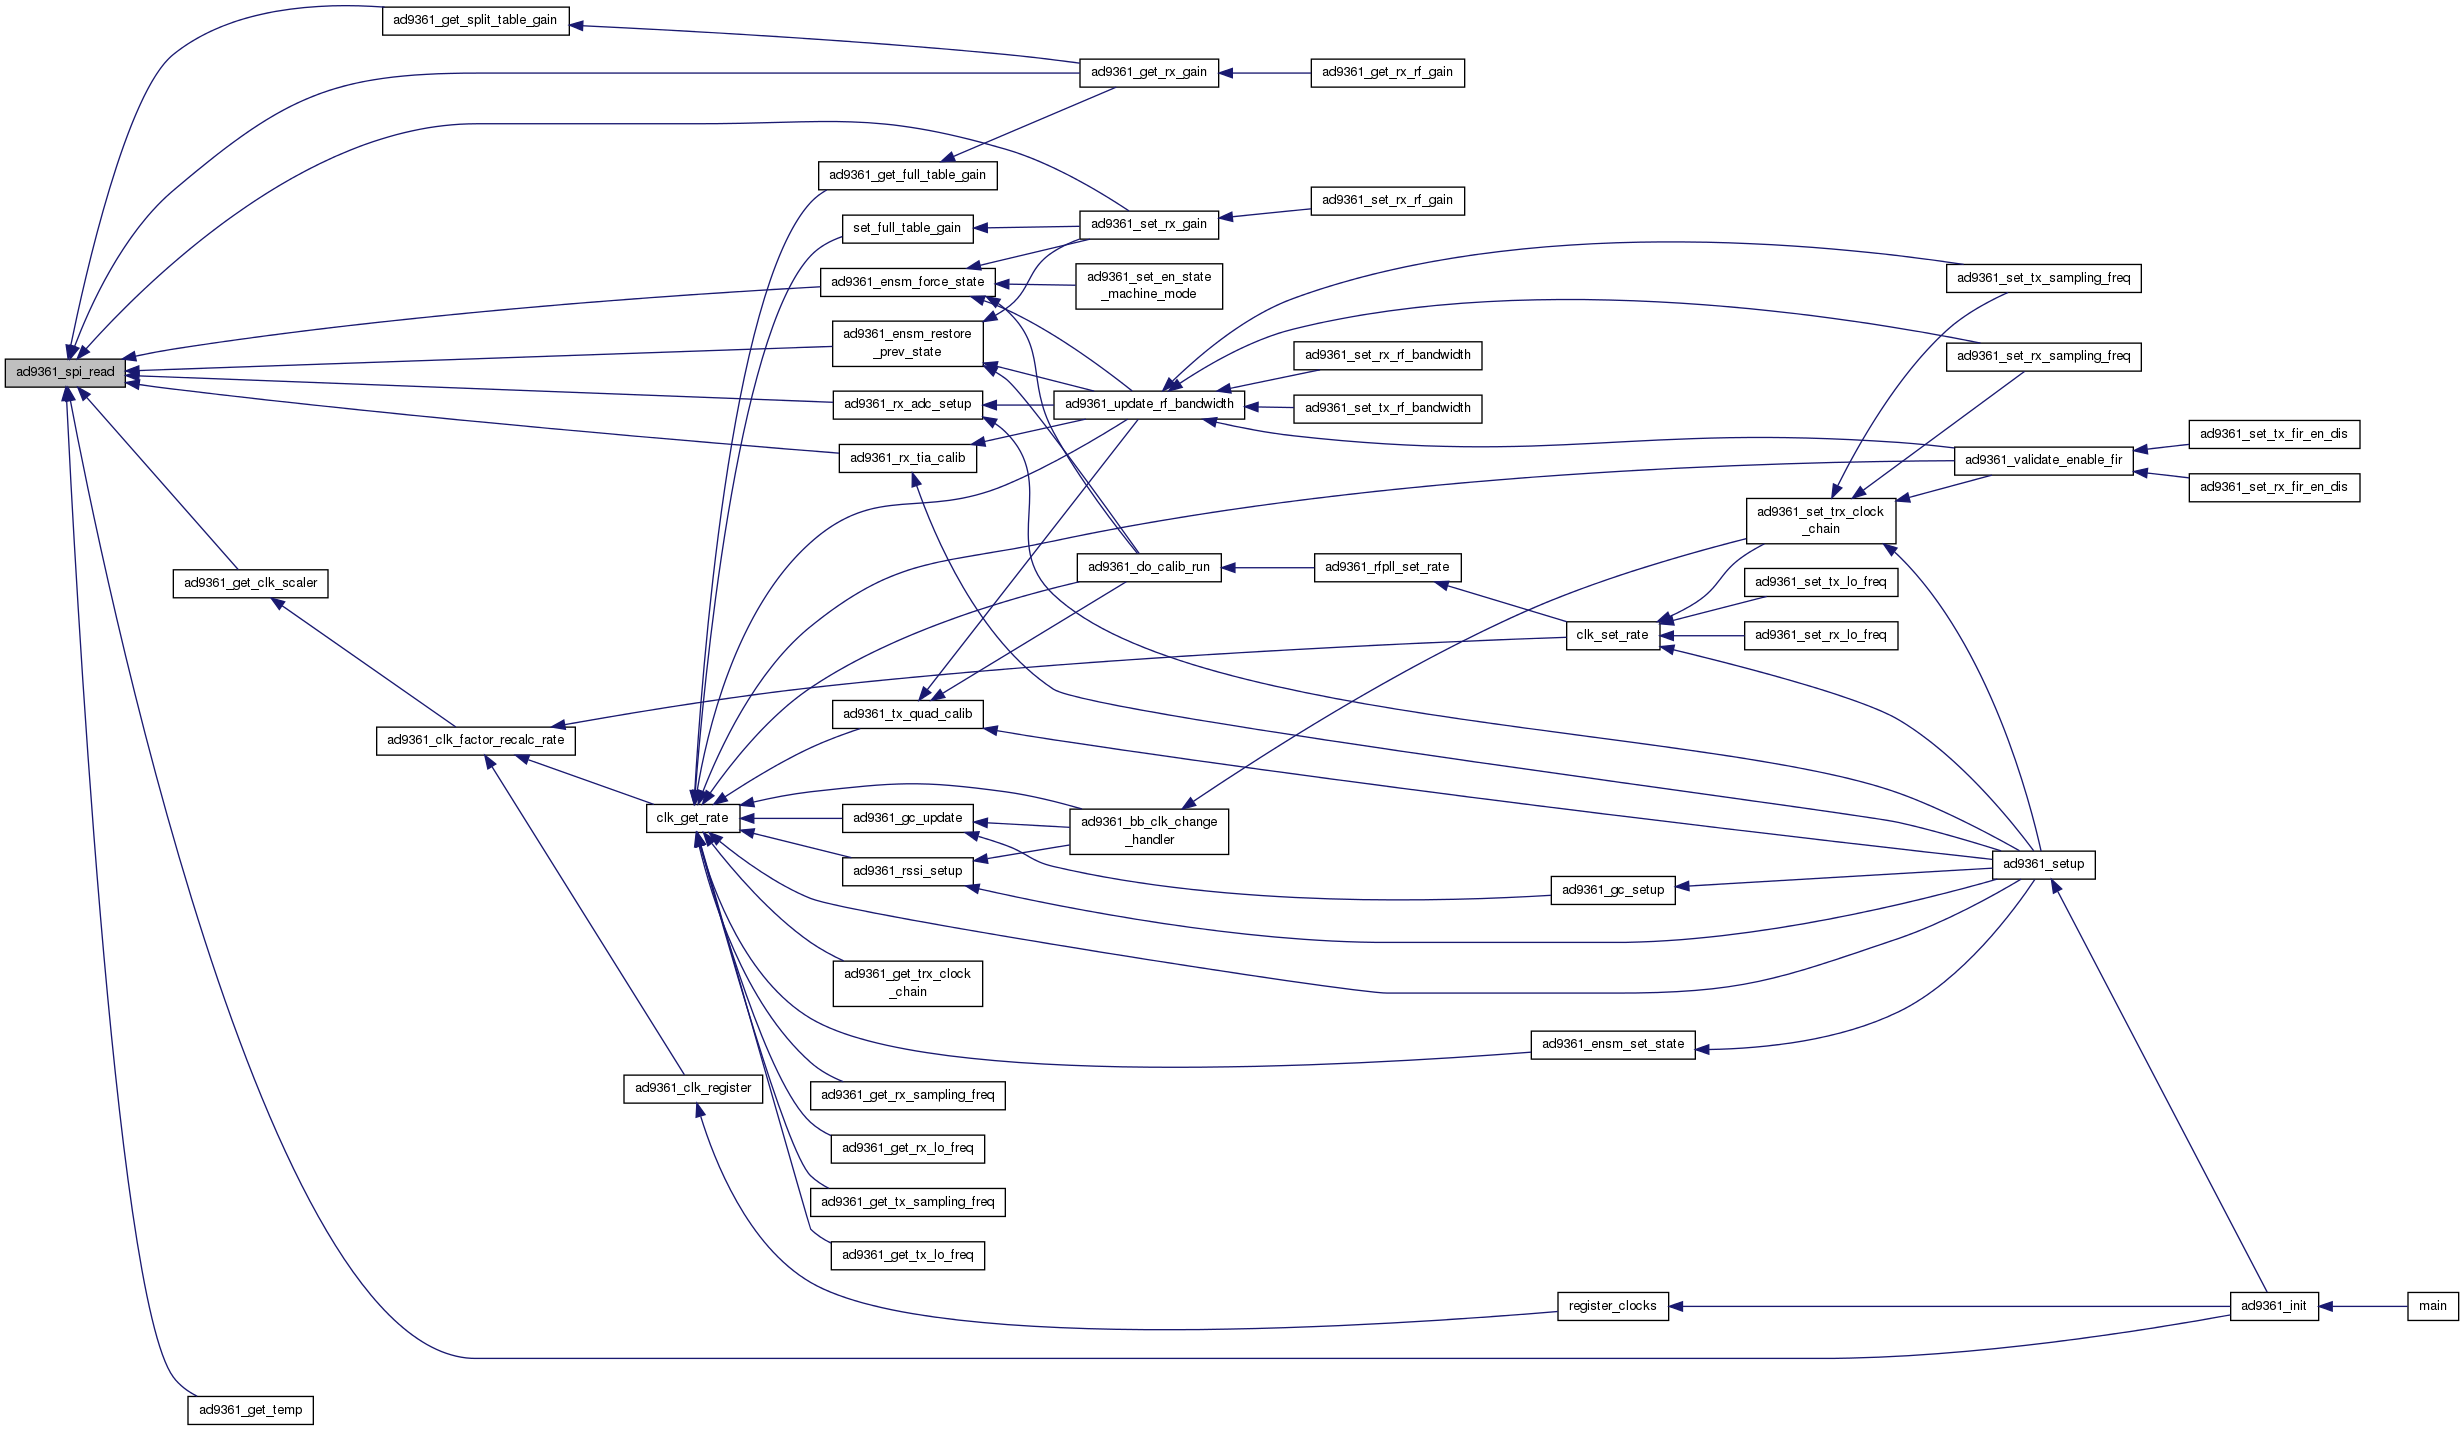 ad9361_get_split_table_gain
ad9361_get_rx_gain
ad9361_get_rx_rf_gain
ad9361_get_full_table_gain
ad9361_set_rx_rf_gain
set_full_table_gain
ad9361_set_rx_gain
ad9361_ensm_force_state
ad9361_set_en_state
_machine_mode
ad9361_set_tx_sampling_freq
ad9361_ensm_restore
_prev_state
ad9361_set_rx_rf_bandwidth
ad9361_set_rx_sampling_freq
ad9361_spi_read
ad9361_rx_adc_setup
ad9361_update_rf_bandwidth
ad9361_set_tx_rf_bandwidth
ad9361_set_tx_fir_en_dis
ad9361_rx_tia_calib
ad9361_validate_enable_fir
ad9361_set_rx_fir_en_dis
ad9361_set_trx_clock
_chain
ad9361_get_clk_scaler
ad9361_do_calib_run
ad9361_rfpll_set_rate
ad9361_set_tx_lo_freq
clk_set_rate
ad9361_set_rx_lo_freq
ad9361_tx_quad_calib
ad9361_clk_factor_recalc_rate
clk_get_rate
ad9361_gc_update
ad9361_bb_clk_change
_handler
ad9361_rssi_setup
ad9361_setup
ad9361_gc_setup
ad9361_get_trx_clock
_chain
ad9361_ensm_set_state
ad9361_clk_register
ad9361_get_rx_sampling_freq
ad9361_get_rx_lo_freq
ad9361_get_tx_sampling_freq
ad9361_get_tx_lo_freq
register_clocks
ad9361_init
main
ad9361_get_temp